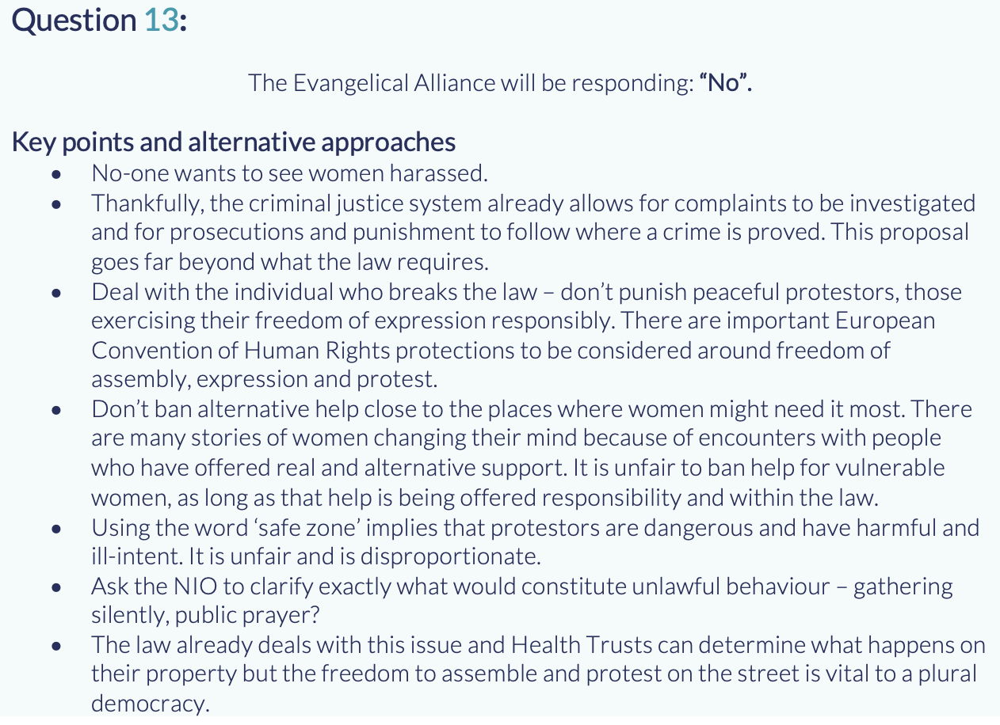 Question 13:
The Evangelical Alliance will be responding: “No”.
Key points and alternative approaches
• No-one wants to see women harassed.
• Thankfully, the criminal justice system already allows for complaints to be investigated
and for prosecutions and punishment to follow where a crime is proved. This proposal
goes far beyond what the law requires.
• Deal with the individual who breaks the law – don’t punish peaceful protestors, those
exercising their freedom of expression responsibly. There are important European
Convention of Human Rights protections to be considered around freedom of
assembly, expression and protest.
• Don’t ban alternative help close to the places where women might need it most. There
are many stories of women changing their mind because of encounters with people
who have offered real and alternative support. It is unfair to ban help for vulnerable
women, as long as that help is being offered responsibility and within the law.
• Using the word ‘safe zone’ implies that protestors are dangerous and have harmful and
ill-intent. It is unfair and is disproportionate.
• Ask the NIO to clarify exactly what would constitute unlawful behaviour – gathering
silently, public prayer?
• The law already deals with this issue and Health Trusts can determine what happens on
their property but the freedom to assemble and protest on the street is vital to a plural
democracy.